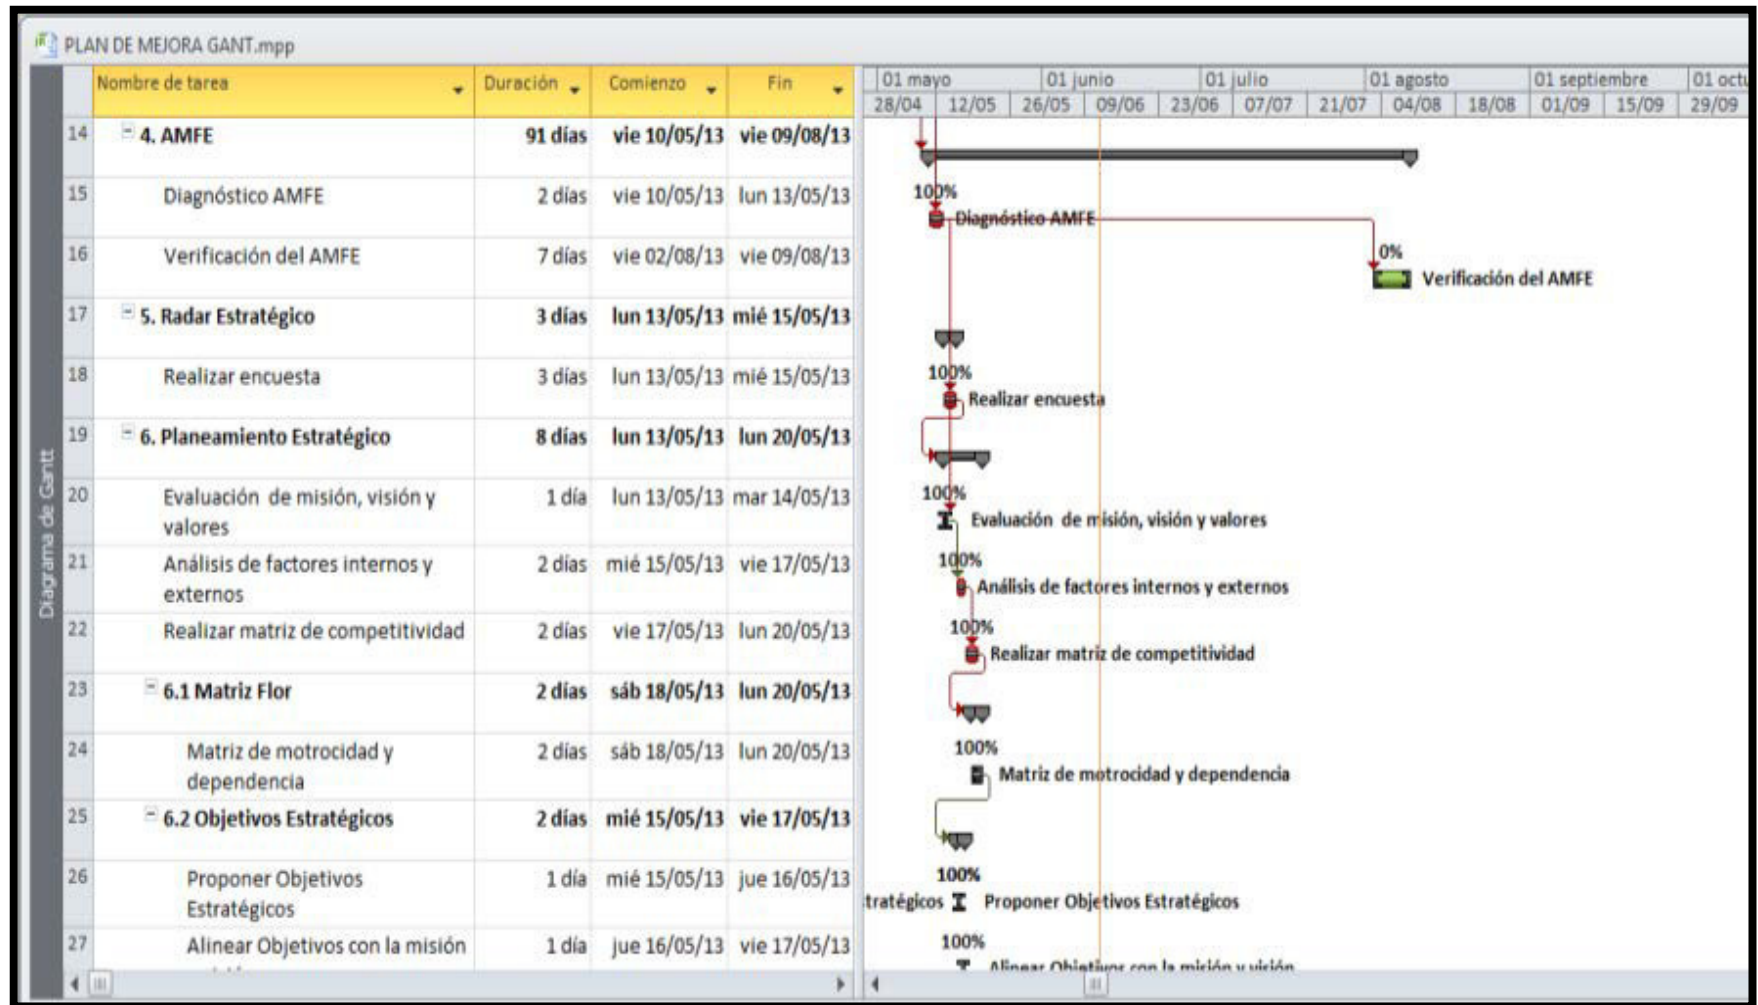 PLAN DE MEJORA GANT.mpp
Nombre de tarea Duración Comienzo Fin
01 mayo 01 junio 01 julio 01 agosto 01 septiembre 01 octu
28/04 12/05 26/05 09/06 23/06 07/07 21/07 04/08 18/08 01/09 15/09 29/09
14 4. AMFE 91 días vie 10/05/13 vie 09/08/13
15 Diagnóstico AMFE 2 días vie 10/05/13 lun 13/05/13
100%
Diagnóstico AMFE
16 Verificación del AMFE 7 días vie 02/08/13 vie 09/08/13
0%
Verificación del AMFE
17 5. Radar Estratégico 3 días lun 13/05/13 mié 15/05/13
18 Realizar encuesta 3 días lun 13/05/13 mié 15/05/13
100%
Realizar encuesta
19 6. Planeamiento Estratégico 8 días lun 13/05/13 lun 20/05/13
20 Evaluación de misión, visión y 1 día lun 13/05/13 mar 14/05/13
valores
100%
Evaluación de misión, visión y valores
21 Análisis de factores internos y 2 días mié 15/05/13 vie 17/05/13
externos
100%
Análisis de factores internos y externos
22 Realizar matriz de competitividad 2 días vie 17/05/13 lun 20/05/13
100%
Realizar matriz de competitividad
23 6.1 Matriz Flor 2 días sáb 18/05/13 lun 20/05/13
24 Matriz de motrocidad y 2 días sáb 18/05/13 lun 20/05/13
dependencia
100%
Matriz de motrocidad y dependencia
25 6.2 Objetivos Estratégicos 2 días mié 15/05/13 vie 17/05/13
26 Proponer Objetivos 1 día mié 15/05/13 jue 16/05/13
Estratégicos
100%
tratégicos Proponer Objetivos Estratégicos
27 Alinear Objetivos con la misión 1 día jue 16/05/13 vie 17/05/13
100%
Alinear Objetivos con la misión y visión
Diagrama de Gantt